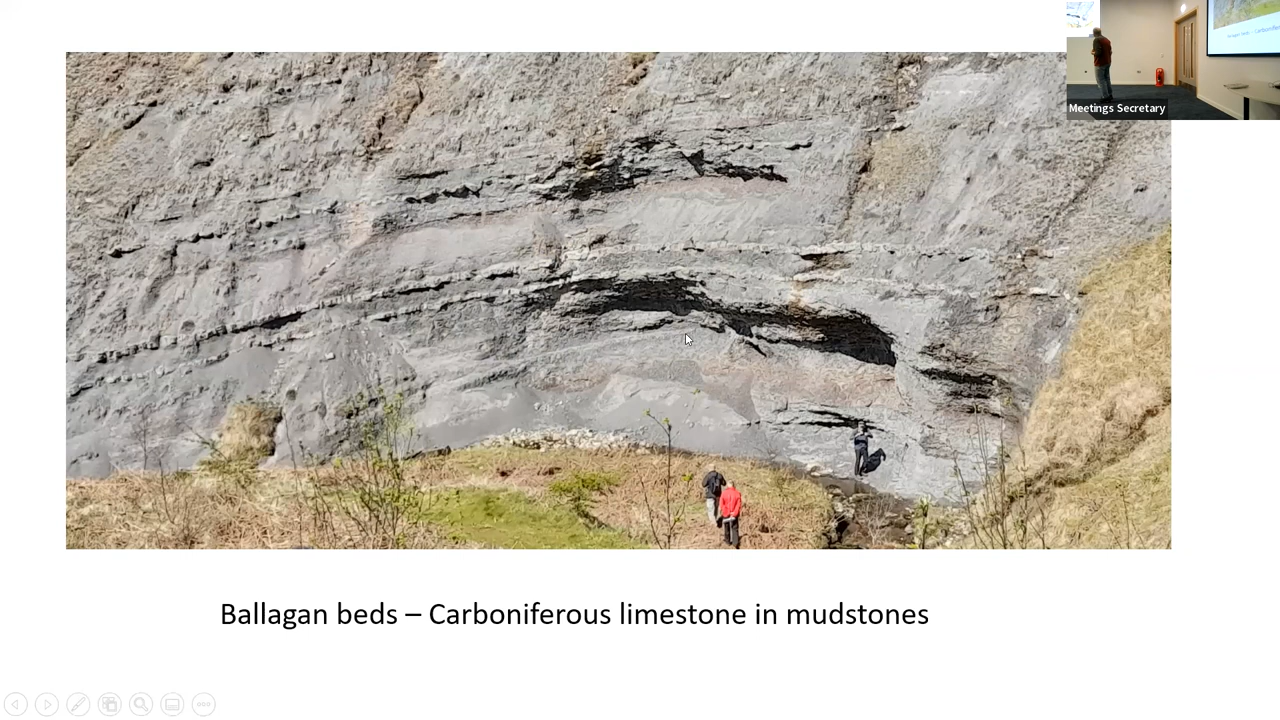 Meetings Secretary
Ballagan beds – Carboniferous limestone in mudstones